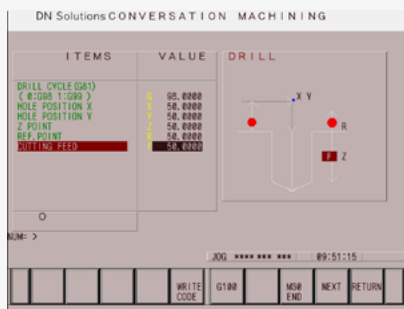 DN Solutions CONVERSATION MACHINING
ITEMS VALUE DRILL
DRILL CYCLE(G81)
( 0:G98 1:G99 ) G 98.0000
HOLE POSITION X X 50.0000
HOLE POSITION Y Y 50.0000
Z POINT Z 50.0000
REF.POINT R 50.0000
CUTTING FEED F 50.0000
X Y
R
F Z
O
NUM= >
JOG **** *** *** 09:51:15
WRITE CODE G100 M30 END NEXT RETURN